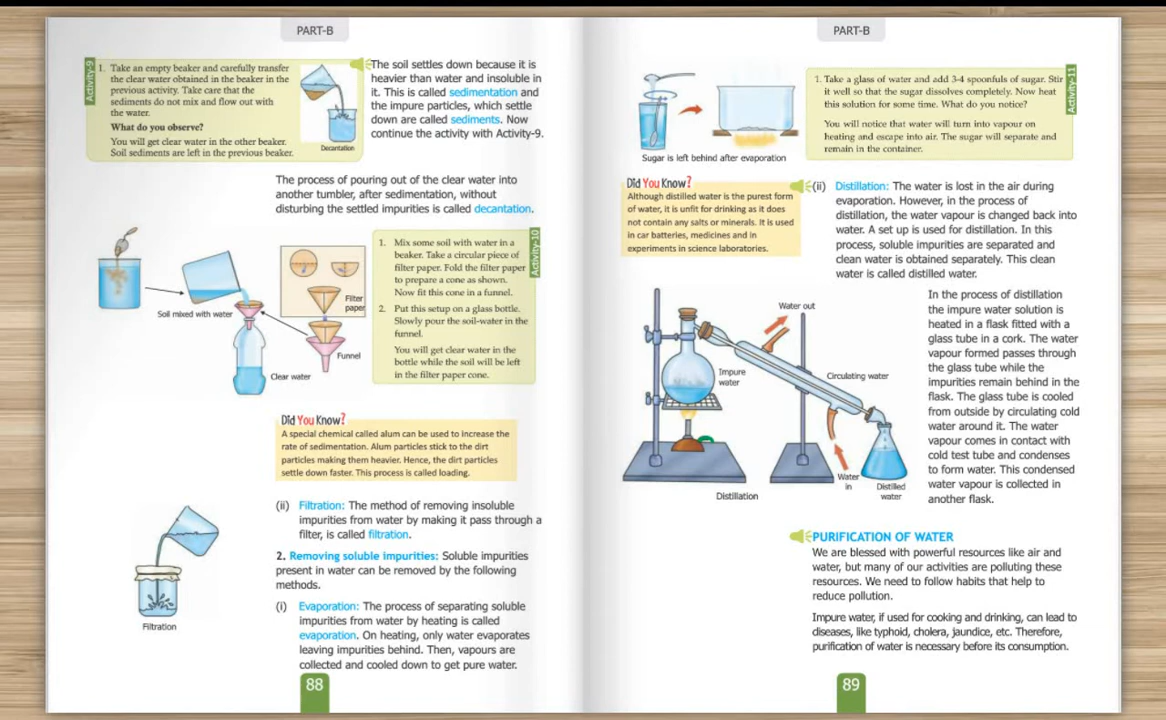 PART-B
Activity-9
1. Take an empty beaker and carefully transfer
the clear water obtained in the beaker in the
previous activity. Take care that the
sediments do not mix and flow out with
the water.
What do you observe?
You will get clear water in the other beaker.
Soil sediments are left in the previous beaker.
Decantation
The soil settles down because it is
heavier than water and insoluble in
it. This is called sedimentation and
the impure particles, which settle
down are called sediments. Now
continue the activity with Activity-9.
The process of pouring out of the clear water into
another tumbler, after sedimentation, without
disturbing the settled impurities is called decantation.
Soil mixed with water
Filter
paper
Funnel
Clear water
Activity-10
1. Mix some soil with water in a
beaker. Take a circular piece of
filter paper. Fold the filter paper
to prepare a cone as shown.
Now fit this cone in a funnel.
2. Put this setup on a glass bottle.
Slowly pour the soil-water in the
funnel.
You will get clear water in the
bottle while the soil will be left
in the filter paper cone.
Did You Know?
A special chemical called alum can be used to increase the
rate of sedimentation. Alum particles stick to the dirt
particles making them heavier. Hence, the dirt particles
settle down faster. This process is called loading.
(ii) Filtration: The method of removing insoluble
impurities from water by making it pass through a
filter, is called filtration.
2. Removing soluble impurities: Soluble impurities
present in water can be removed by the following
methods.
(i) Evaporation: The process of separating soluble
impurities from water by heating is called
evaporation. On heating, only water evaporates
leaving impurities behind. Then, vapours are
collected and cooled down to get pure water.
Filtration
88
PART-B
Sugar is left behind after evaporation
1. Take a glass of water and add 3-4 spoonfuls of sugar. Stir
it well so that the sugar dissolves completely. Now heat
this solution for some time. What do you notice?
You will notice that water will turn into vapour on
heating and escape into air. The sugar will separate and
remain in the container.
Activity-11
Did You Know?
Although distilled water is the purest form
of water, it is unfit for drinking as it does
not contain any salts or minerals. It is used
in car batteries, medicines and in
experiments in science laboratories.
(ii) Distillation: The water is lost in the air during
evaporation. However, in the process of
distillation, the water vapour is changed back into
water. A set up is used for distillation. In this
process, soluble impurities are separated and
clean water is obtained separately. This clean
water is called distilled water.
Water out
Impure
water
Circulating water
Water
in
Distilled
water
Distillation
In the process of distillation
the impure water solution is
heated in a flask fitted with a
glass tube in a cork. The water
vapour formed passes through
the glass tube while the
impurities remain behind in the
flask. The glass tube is cooled
from outside by circulating cold
water around it. The water
vapour comes in contact with
cold test tube and condenses
to form water. This condensed
water vapour is collected in
another flask.
PURIFICATION OF WATER
We are blessed with powerful resources like air and
water, but many of our activities are polluting these
resources. We need to follow habits that help to
reduce pollution.
Impure water, if used for cooking and drinking, can lead to
diseases, like typhoid, cholera, jaundice, etc. Therefore,
purification of water is necessary before its consumption.
89